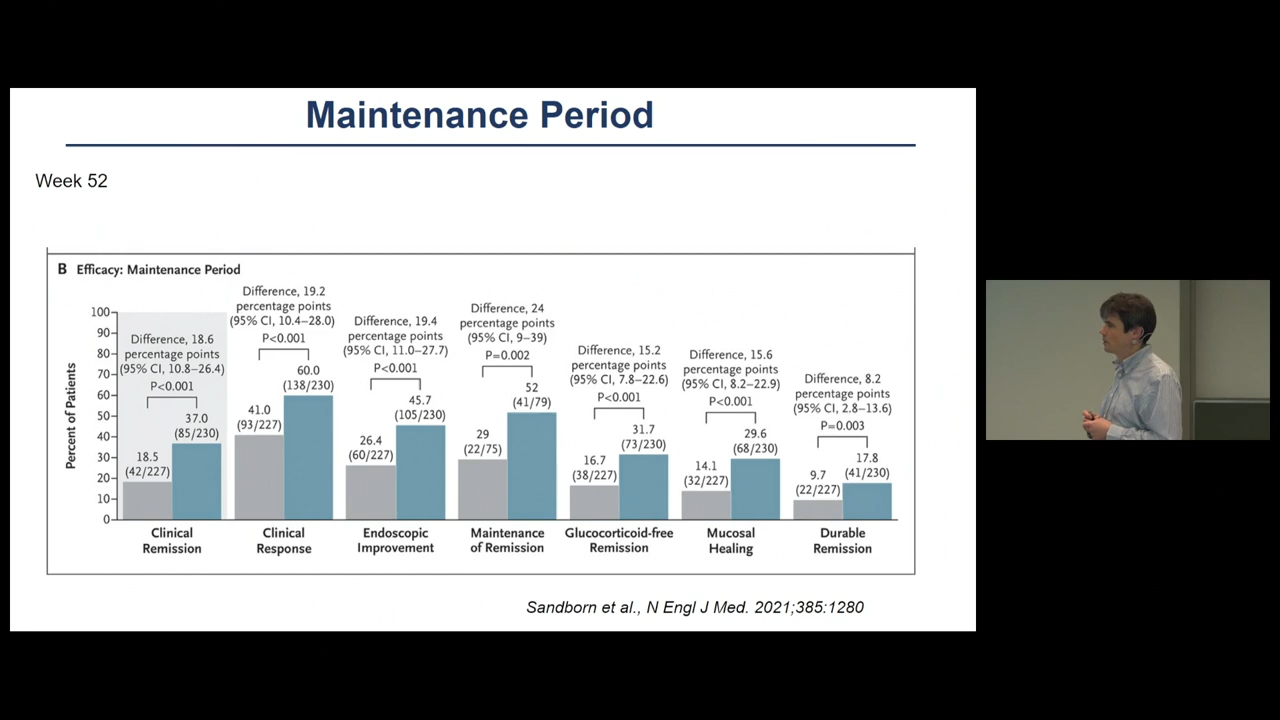 Maintenance Period
Week 52
B Efficacy: Maintenance Period
Percent of Patients
100
90
80
70
60
50
40
30
20
10
0
Difference, 18.6
percentage points
(95% CI, 10.8–26.4)
P<0.001
18.5
(42/227)
37.0
(85/230)
Clinical
Remission
Difference, 19.2
percentage points
(95% CI, 10.4–28.0)
P<0.001
41.0
(93/227)
60.0
(138/230)
Clinical
Response
Difference, 19.4
percentage points
(95% CI, 11.0–27.7)
P<0.001
26.4
(60/227)
45.7
(105/230)
Endoscopic
Improvement
Difference, 24
percentage points
(95% CI, 9–39)
P=0.002
29
(22/75)
52
(41/79)
Maintenance
of Remission
Difference, 15.2
percentage points
(95% CI, 7.8–22.6)
P<0.001
16.7
(38/227)
31.7
(73/230)
Glucocorticoid-free
Remission
Difference, 15.6
percentage points
(95% CI, 8.2–22.9)
P<0.001
14.1
(32/227)
29.6
(68/230)
Mucosal
Healing
Difference, 8.2
percentage points
(95% CI, 2.8–13.6)
P=0.003
9.7
(22/227)
17.8
(41/230)
Durable
Remission
Sandborn et al., N Engl J Med. 2021;385:1280